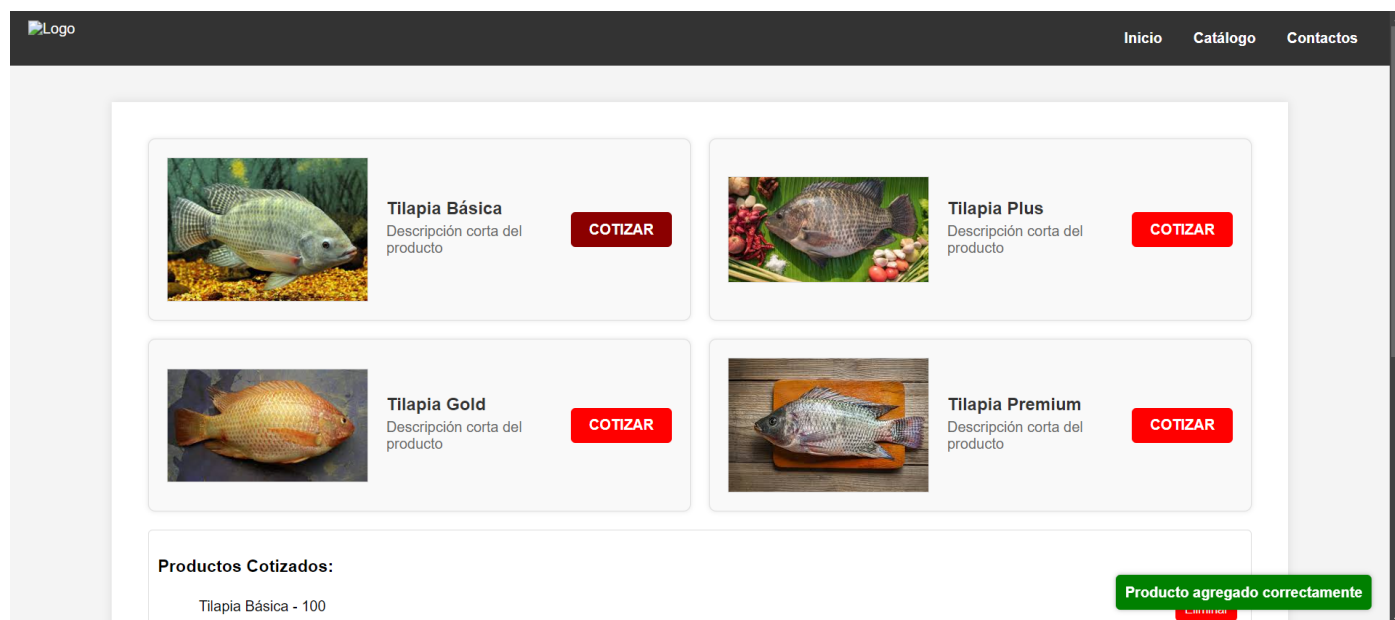 Logo
Inicio Catálogo Contactos
Tilapia Básica
Descripción corta del
producto
COTIZAR
Tilapia Plus
Descripción corta del
producto
COTIZAR
Tilapia Gold
Descripción corta del
producto
COTIZAR
Tilapia Premium
Descripción corta del
producto
COTIZAR
Productos Cotizados:
Tilapia Básica - 100
Eliminar
Producto agregado correctamente